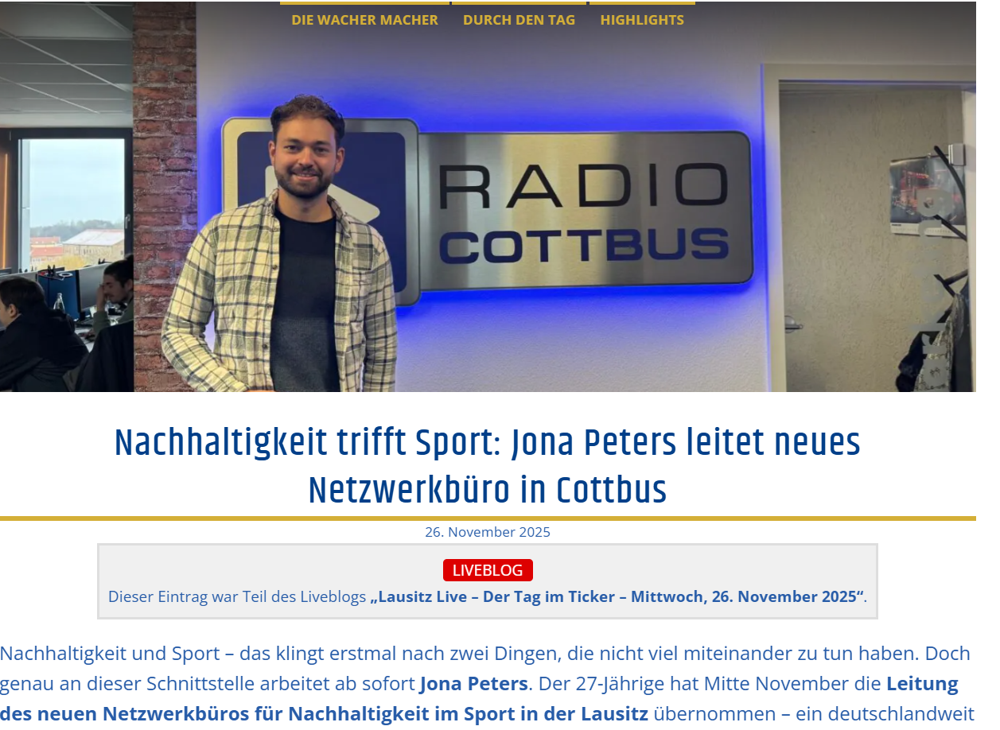 DIE WACHER MACHER DURCH DEN TAG HIGHLIGHTS
RADIO
COTTBUS
Nachhaltigkeit trifft Sport: Jona Peters leitet neues
Netzwerkbüro in Cottbus
26. November 2025
LIVEBLOG
Dieser Eintrag war Teil des Liveblogs „Lausitz Live – Der Tag im Ticker – Mittwoch, 26. November 2025“.
Nachhaltigkeit und Sport – das klingt erstmal nach zwei Dingen, die nicht viel miteinander zu tun haben. Doch
genau an dieser Schnittstelle arbeitet ab sofort Jona Peters. Der 27-Jährige hat Mitte November die Leitung
des neuen Netzwerkbüros für Nachhaltigkeit im Sport in der Lausitz übernommen – ein deutschlandweit